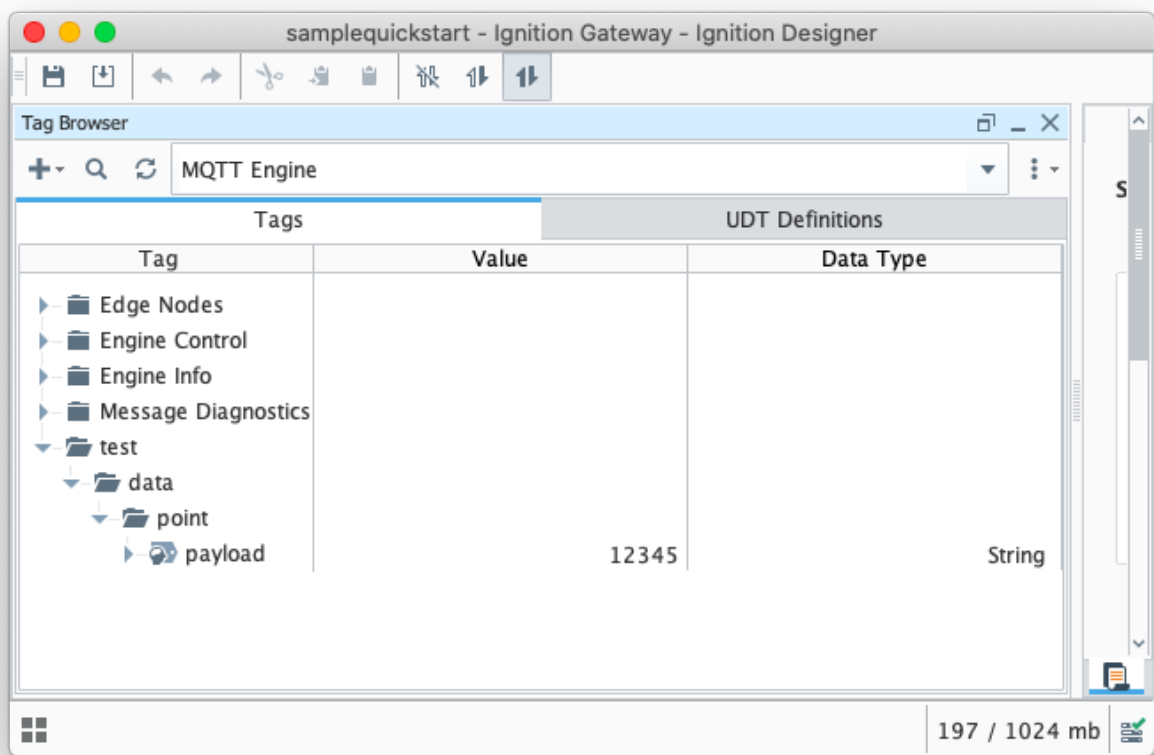 samplequickstart - Ignition Gateway - Ignition Designer
Tag Browser
MQTT Engine
Tags UDT Definitions
Tag Value Data Type
Edge Nodes
Engine Control
Engine Info
Message Diagnostics
test
data
point
payload 12345 String
S
197 / 1024 mb